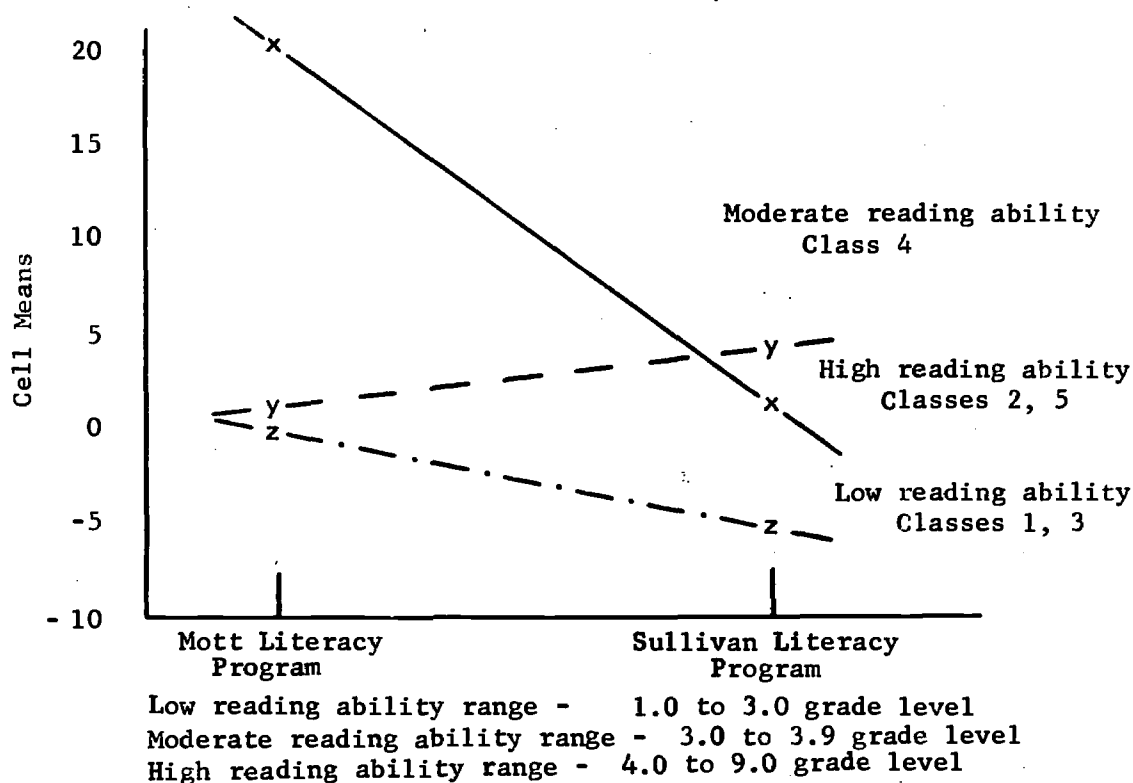 20
x
15
Moderate reading ability
Class 4
10
Cell Means
5
y
High reading ability
Classes 2, 5
y
x
0
z
Low reading ability
Classes 1, 3
-5
z
- 10
Mott Literacy
Program
Sullivan Literacy
Program
Low reading ability range - 1.0 to 3.0 grade level
Moderate reading ability range - 3.0 to 3.9 grade level
High reading ability range - 4.0 to 9.0 grade level